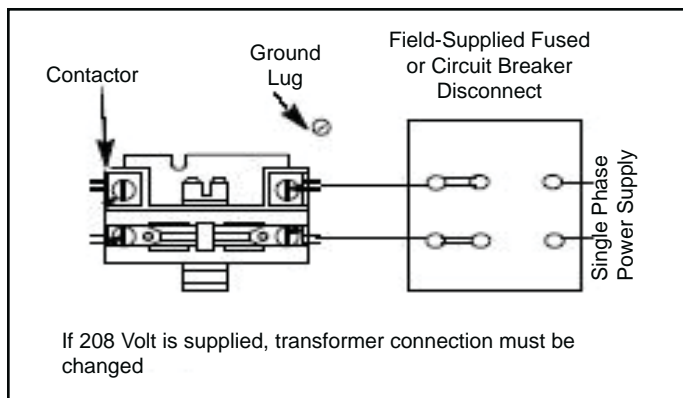 Contactor
Ground
Lug
Field-Supplied Fused
or Circuit Breaker
Disconnect
Single Phase
Power Supply
If 208 Volt is supplied, transformer connection must be
changed